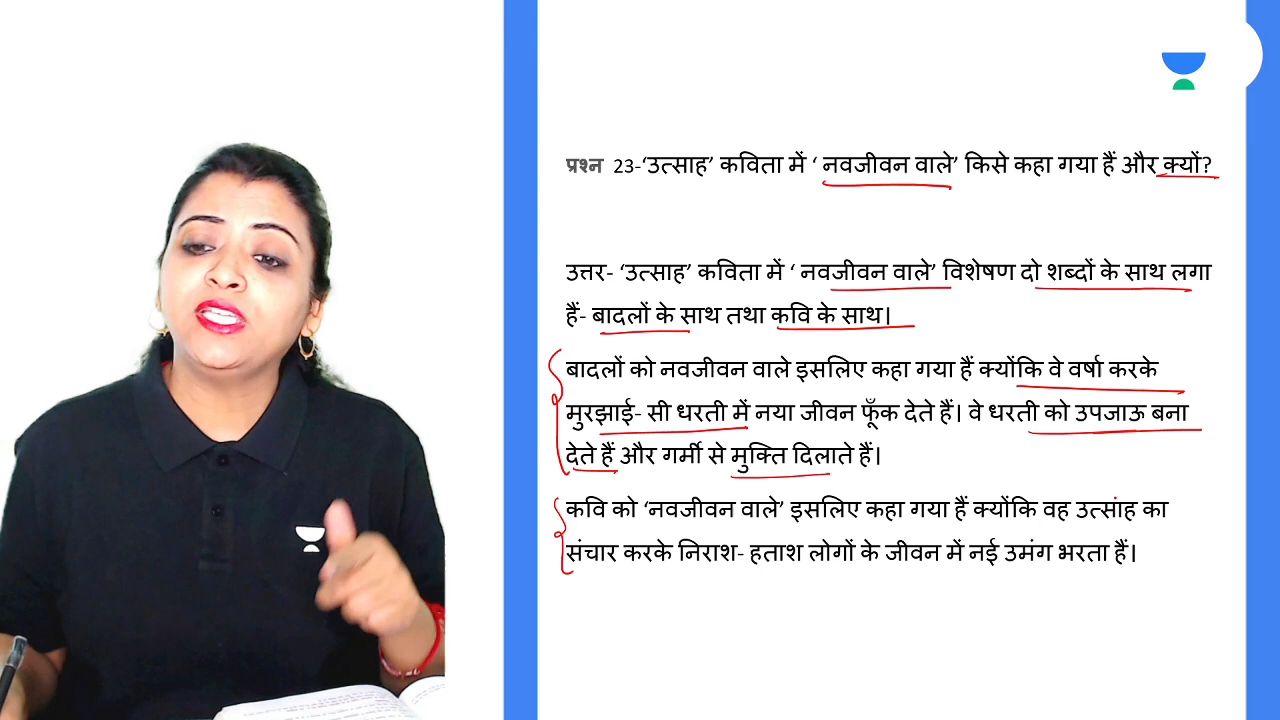 प्रश्न 23-‘उत्साह’ कविता में ‘ नवजीवन वाले’ किसे कहा गया हैं और क्यों?
उत्तर- ‘उत्साह’ कविता में ‘ नवजीवन वाले’ विशेषण दो शब्दों के साथ लगा
हैं- बादलों के साथ तथा कवि के साथ।
बादलों को नवजीवन वाले इसलिए कहा गया हैं क्योंकि वे वर्षा करके
मुरझाई- सी धरती में नया जीवन फूँक देते हैं। वे धरती को उपजाऊ बना
देते हैं और गर्मी से मुक्ति दिलाते हैं।
कवि को ‘नवजीवन वाले’ इसलिए कहा गया हैं क्योंकि वह उत्सांह का
संचार करके निराश- हताश लोगों के जीवन में नई उमंग भरता हैं।